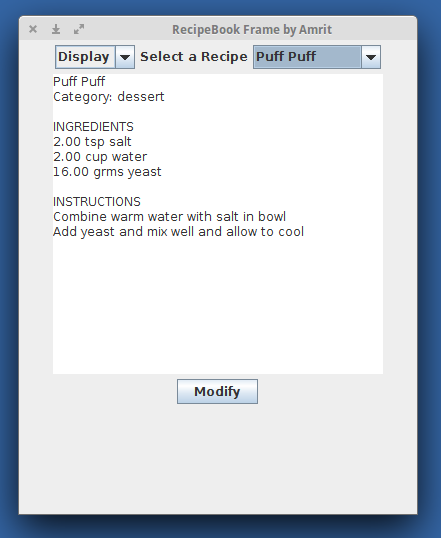 RecipeBook Frame by Amrit
Display Select a Recipe Puff Puff
Puff Puff
Category: dessert
INGREDIENTS
2.00 tsp salt
2.00 cup water
16.00 grms yeast
INSTRUCTIONS
Combine warm water with salt in bowl
Add yeast and mix well and allow to cool
Modify